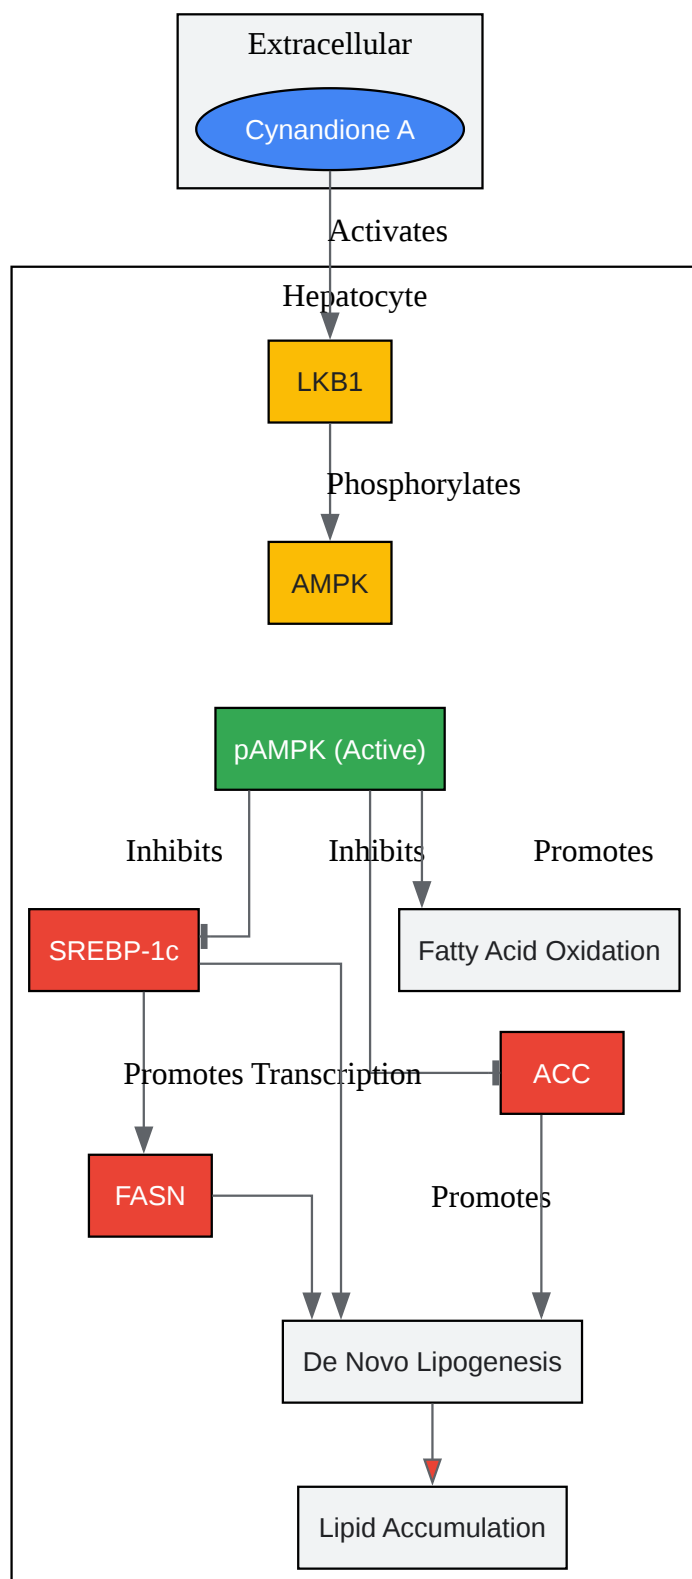 Extracellular
Cynandione A
Activates
Hepatocyte
LKB1
Phosphorylates
AMPK
pAMPK (Active)
Inhibits
Inhibits
Promotes
SREBP-1c
Fatty Acid Oxidation
Promotes Transcription
ACC
FASN
Promotes
De Novo Lipogenesis
Lipid Accumulation